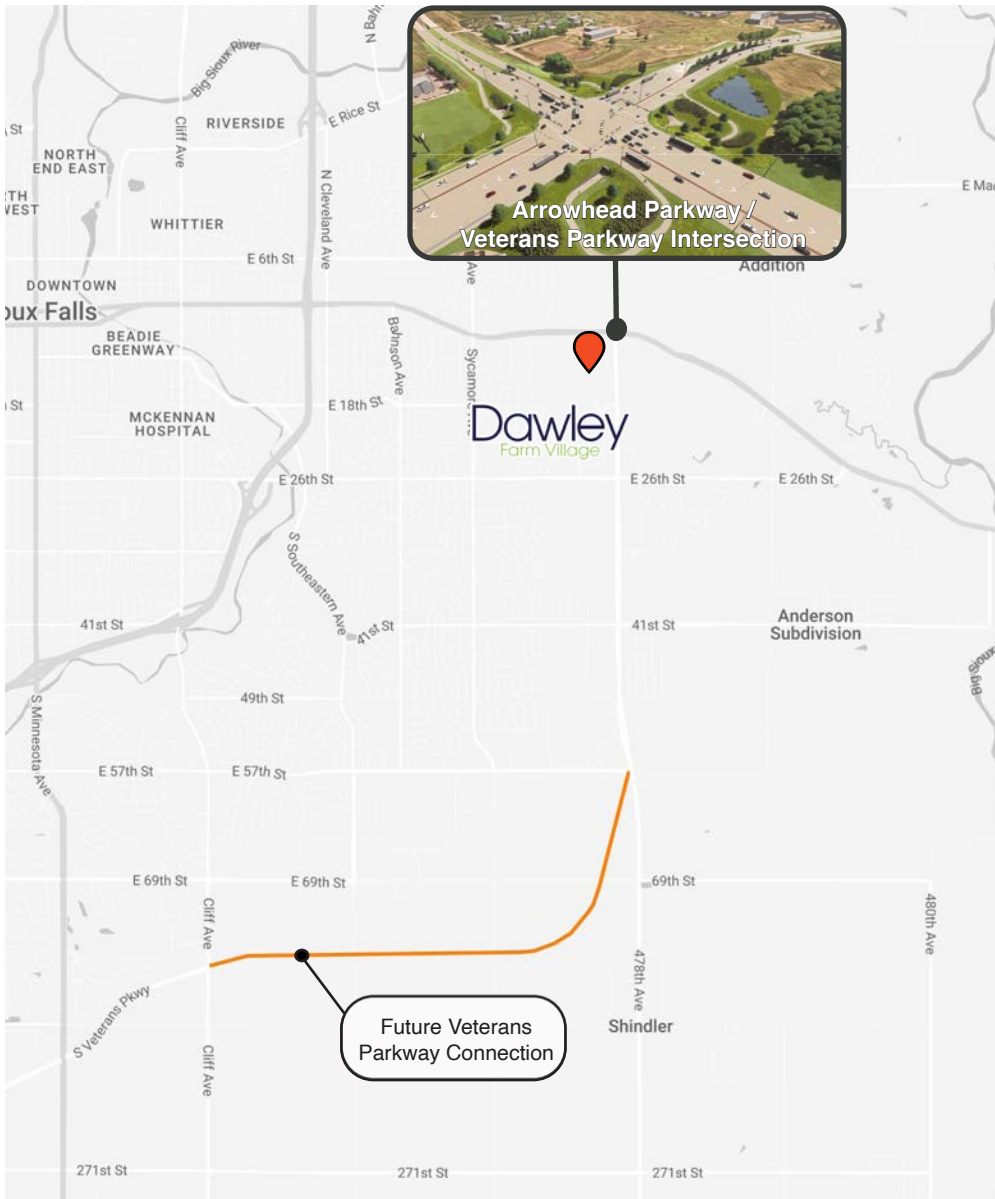 Big Sioux River
N Bahn
St
Cliff Ave
RIVERSIDE
E Rice St
NORTH
END EAST
TH
WEST
N Cleveland Ave
WHITTIER
E Mad
Arrowhead Parkway /
Veterans Parkway Intersection
E 6th St
Ave
Addition
DOWNTOWN
oux Falls
BEADIE
GREENWAY
Bahnson Ave
Sycamore Ave
St
E 18th St
MCKENNAN
HOSPITAL
Dawley
Farm Village
E 26th St
E 26th St
E 26th St
S Southeastern Ave
41st St
41st St
41st St
Anderson
Subdivision
Big Sioux
49th St
S Minnesota Ave
E 57th St
E 57th St
E 69th St
E 69th St
69th St
Cliff Ave
480th Ave
478th Ave
S Veterans Pkwy
Future Veterans
Parkway Connection
Shindler
Cliff Ave
271st St
271st St
271st St